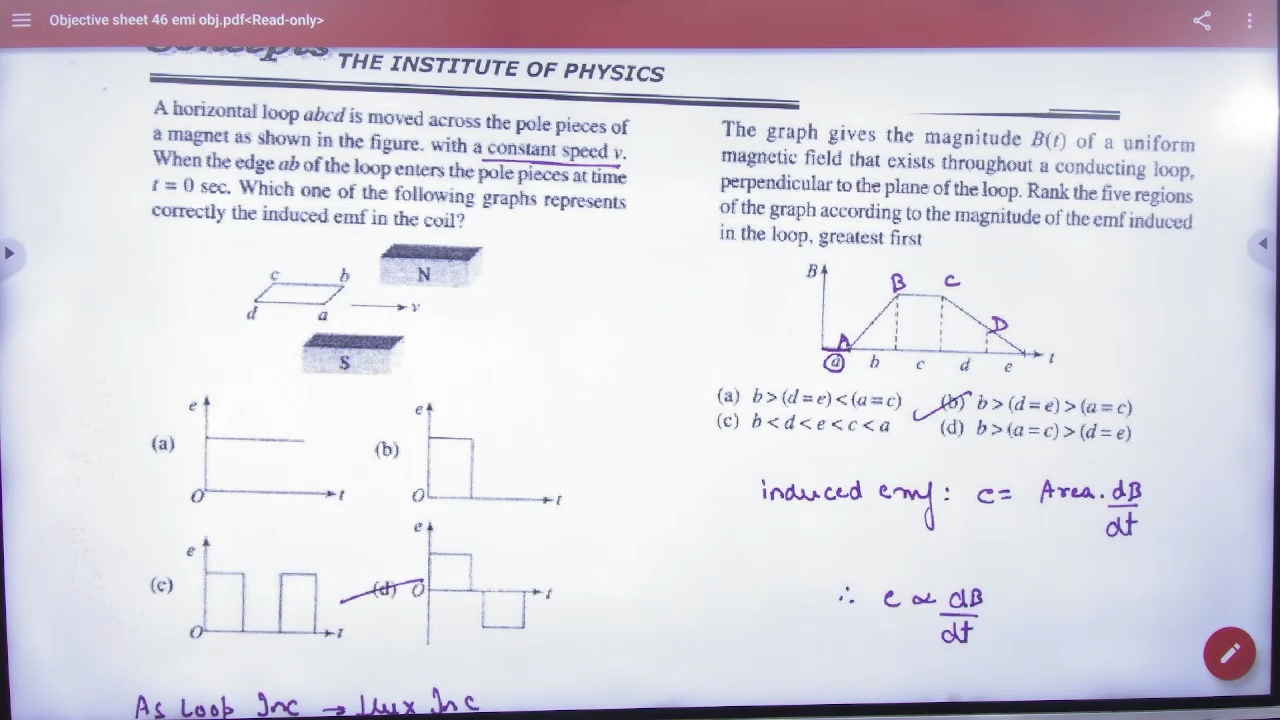 Objective sheet 46 emi obj.pdf<Read-only>
Concepts
THE INSTITUTE OF PHYSICS
A horizontal loop abcd is moved across the pole pieces of
a magnet as shown in the figure. with a constant speed v.
When the edge ab of the loop enters the pole pieces at time
t = 0 sec. Which one of the following graphs represents
correctly the induced emf in the coil?
c b N
d a v
S
e e
(a) (b)
O t O t
e e
(c) (d) O t
O t
As Loop Inc → flux Inc
The graph gives the magnitude B(t) of a uniform
magnetic field that exists throughout a conducting loop,
perpendicular to the plane of the loop. Rank the five regions
of the graph according to the magnitude of the emf induced
in the loop, greatest first
B B C
A D
a b c d e t
(a) b > (d = e) < (a = c) (b) b > (d = e) > (a = c)
(c) b < d < e < c < a (d) b > (a = c) > (d = e)
induced emf: e = Area. dB
dt
∴ e ∝ dB
dt